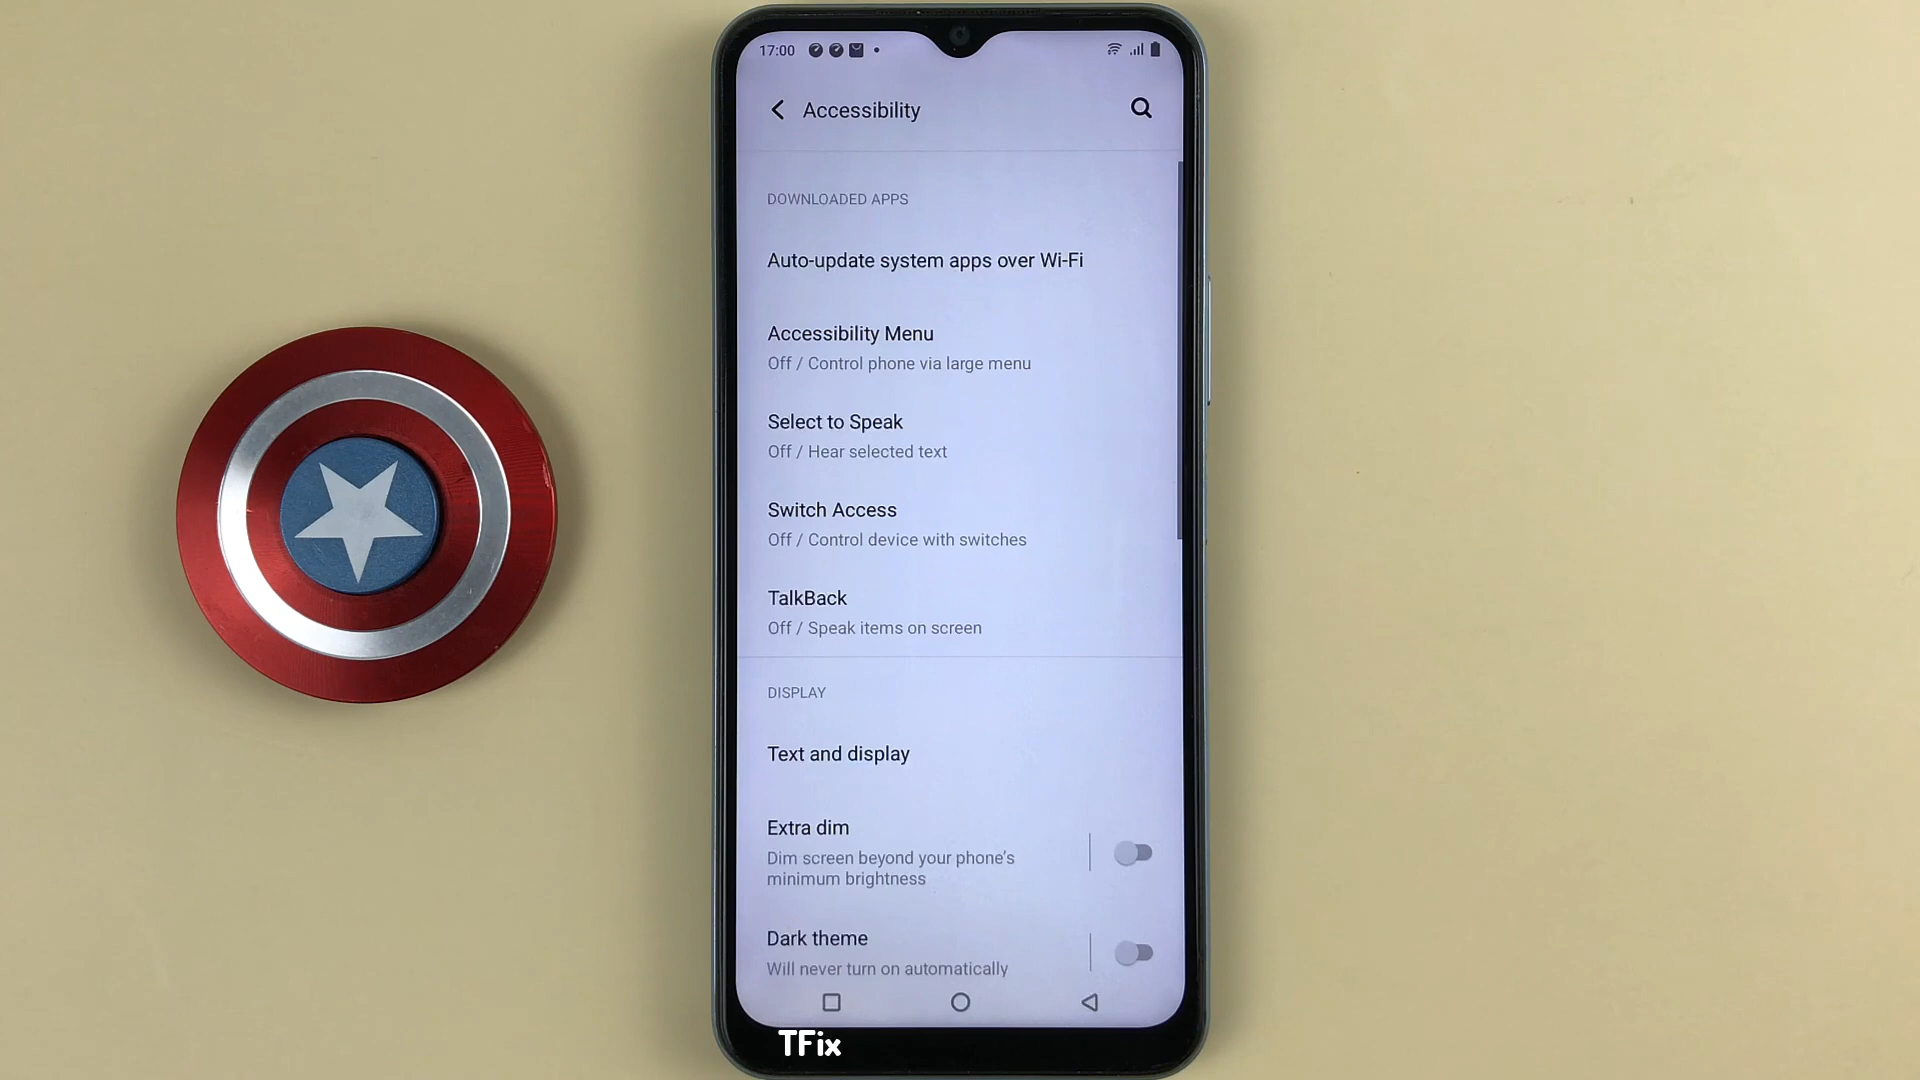 17:00
Accessibility
DOWNLOADED APPS
Auto-update system apps over Wi-Fi
Accessibility Menu
Off / Control phone via large menu
Select to Speak
Off / Hear selected text
Switch Access
Off / Control device with switches
TalkBack
Off / Speak items on screen
DISPLAY
Text and display
Extra dim
Dim screen beyond your phone's
minimum brightness
Dark theme
Will never turn on automatically
TFix